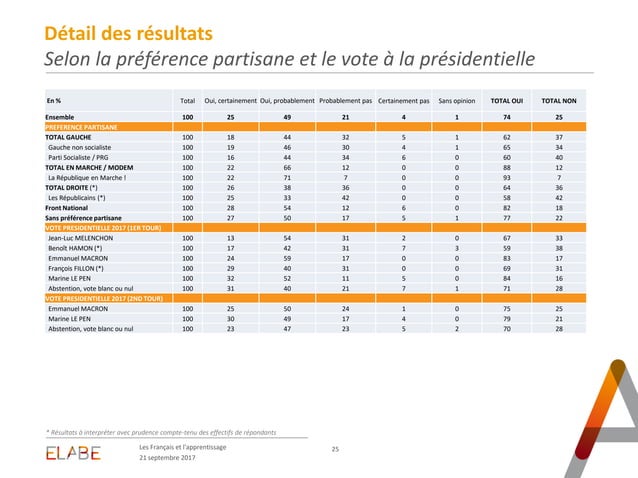 Détail des résultats
Selon la préférence partisane et le vote à la présidentielle
En % Total Oui, certainement Oui, probablement Probablement pas Certainement pas Sans opinion TOTAL OUI TOTAL NON
Ensemble 100 25 49 21 4 1 74 25
PREFERENCE PARTISANE
TOTAL GAUCHE 100 18 44 32 5 1 62 37
Gauche non socialiste 100 19 46 30 4 1 65 34
Parti Socialiste / PRG 100 16 44 34 6 0 60 40
TOTAL EN MARCHE / MODEM 100 22 66 12 0 0 88 12
La République en Marche ! 100 22 71 7 0 0 93 7
TOTAL DROITE (*) 100 26 38 36 0 0 64 36
Les Républicains (*) 100 25 33 42 0 0 58 42
Front National 100 28 54 12 6 0 82 18
Sans préférence partisane 100 27 50 17 5 1 77 22
VOTE PRESIDENTIELLE 2017 (1ER TOUR)
Jean-Luc MELENCHON 100 13 54 31 2 0 67 33
Benoît HAMON (*) 100 17 42 31 7 3 59 38
Emmanuel MACRON 100 24 59 17 0 0 83 17
François FILLON (*) 100 29 40 31 0 0 69 31
Marine LE PEN 100 32 52 11 5 0 84 16
Abstention, vote blanc ou nul 100 31 40 21 7 1 71 28
VOTE PRESIDENTIELLE 2017 (2ND TOUR)
Emmanuel MACRON 100 25 50 24 1 0 75 25
Marine LE PEN 100 30 49 17 4 0 79 21
Abstention, vote blanc ou nul 100 23 47 23 5 2 70 28
* Résultats à interpréter avec prudence compte-tenu des effectifs de répondants
ELABE
Les Français et l'apprentissage
21 septembre 2017
25